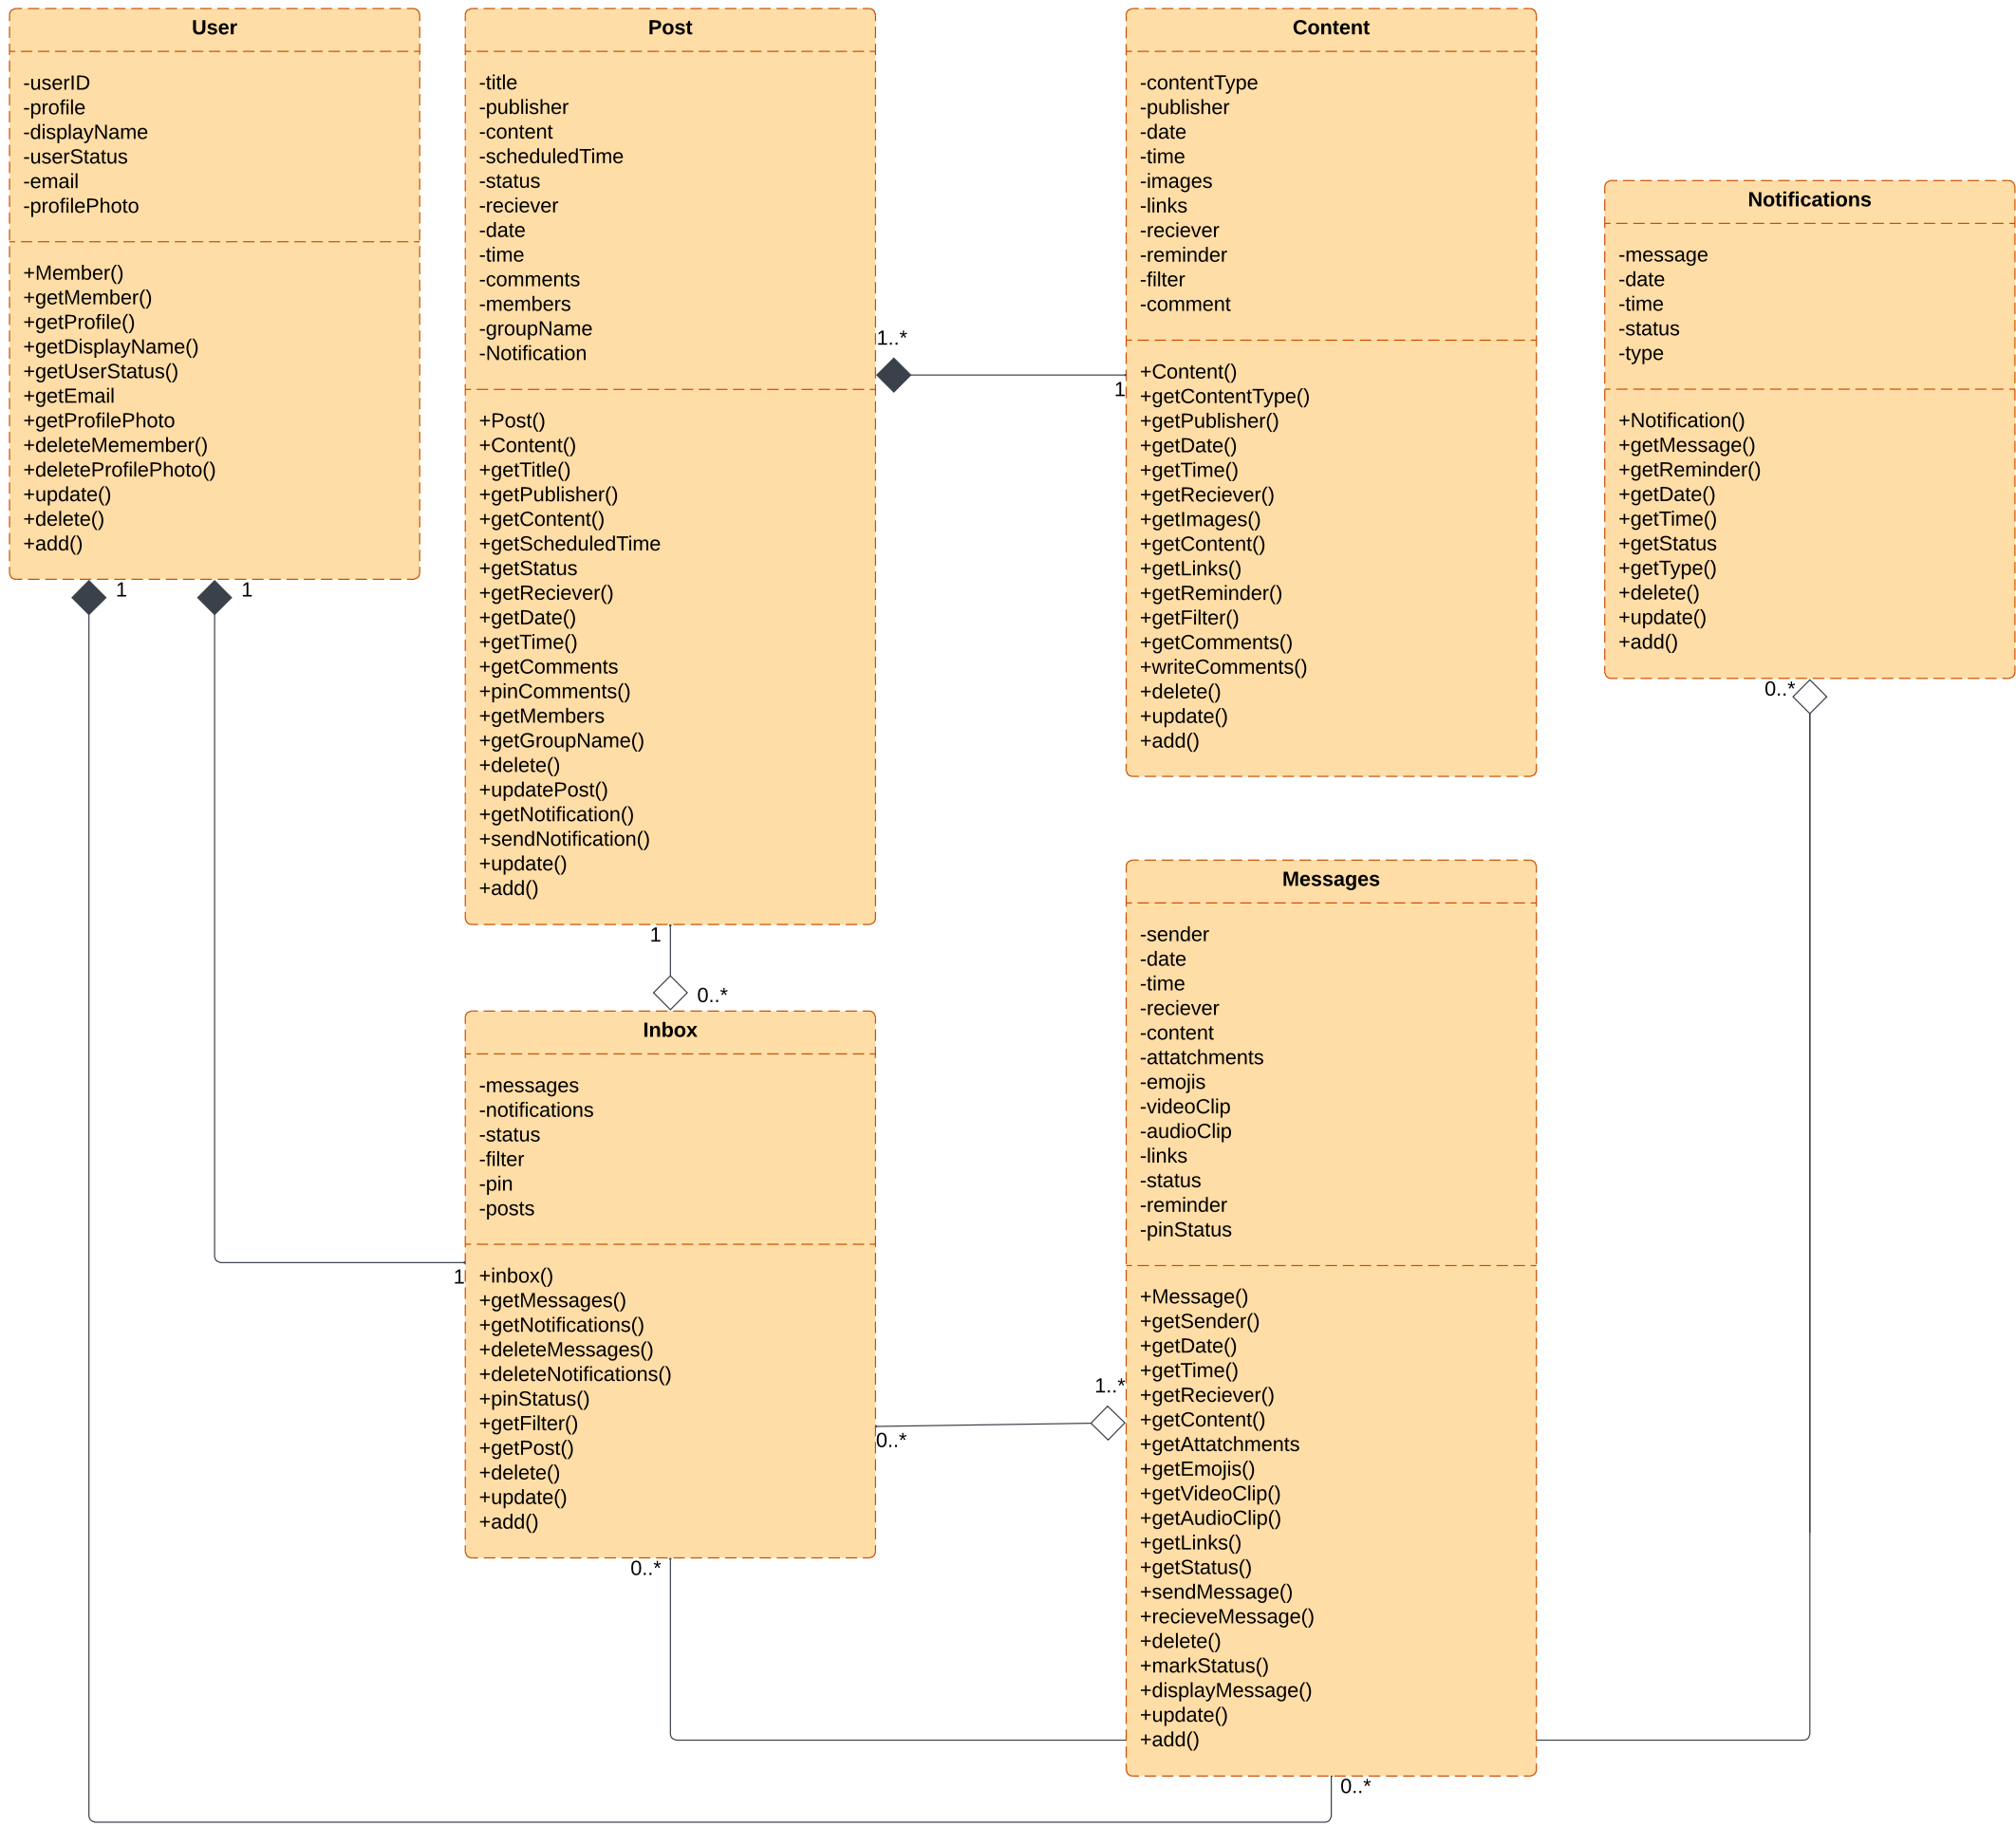 User
-userID
-profile
-displayName
-userStatus
-email
-profilePhoto
+Member()
+getMember()
+getProfile()
+getDisplayName()
+getUserStatus()
+getEmail
+getProfilePhoto
+deleteMemember()
+deleteProfilePhoto()
+update()
+delete()
+add()
1
1
Post
-title
-publisher
-content
-scheduledTime
-status
-reciever
-date
-time
-comments
-members
-groupName
-Notification
+Post()
+Content()
+getTitle()
+getPublisher()
+getContent()
+getScheduledTime
+getStatus
+getReciever()
+getDate()
+getTime()
+getComments
+pinComments()
+getMembers
+getGroupName()
+delete()
+updatePost()
+getNotification()
+sendNotification()
+update()
+add()
1..*
1
1
0..*
Content
-contentType
-publisher
-date
-time
-images
-links
-reciever
-reminder
-filter
-comment
+Content()
+getContentType()
+getPublisher()
+getDate()
+getTime()
+getReciever()
+getImages()
+getContent()
+getLinks()
+getReminder()
+getFilter()
+getComments()
+writeComments()
+delete()
+update()
+add()
Notifications
-message
-date
-time
-status
-type
+Notification()
+getMessage()
+getReminder()
+getDate()
+getTime()
+getStatus
+getType()
+delete()
+update()
+add()
0..*
Inbox
-messages
-notifications
-status
-filter
-pin
-posts
+inbox()
+getMessages()
+getNotifications()
+deleteMessages()
+deleteNotifications()
+pinStatus()
+getFilter()
+getPost()
+delete()
+update()
+add()
1
0..*
1..*
0..*
Messages
-sender
-date
-time
-reciever
-content
-attatchments
-emojis
-videoClip
-audioClip
-links
-status
-reminder
-pinStatus
+Message()
+getSender()
+getDate()
+getTime()
+getReciever()
+getContent()
+getAttatchments
+getEmojis()
+getVideoClip()
+getAudioClip()
+getLinks()
+getStatus()
+sendMessage()
+recieveMessage()
+delete()
+markStatus()
+displayMessage()
+update()
+add()
0..*